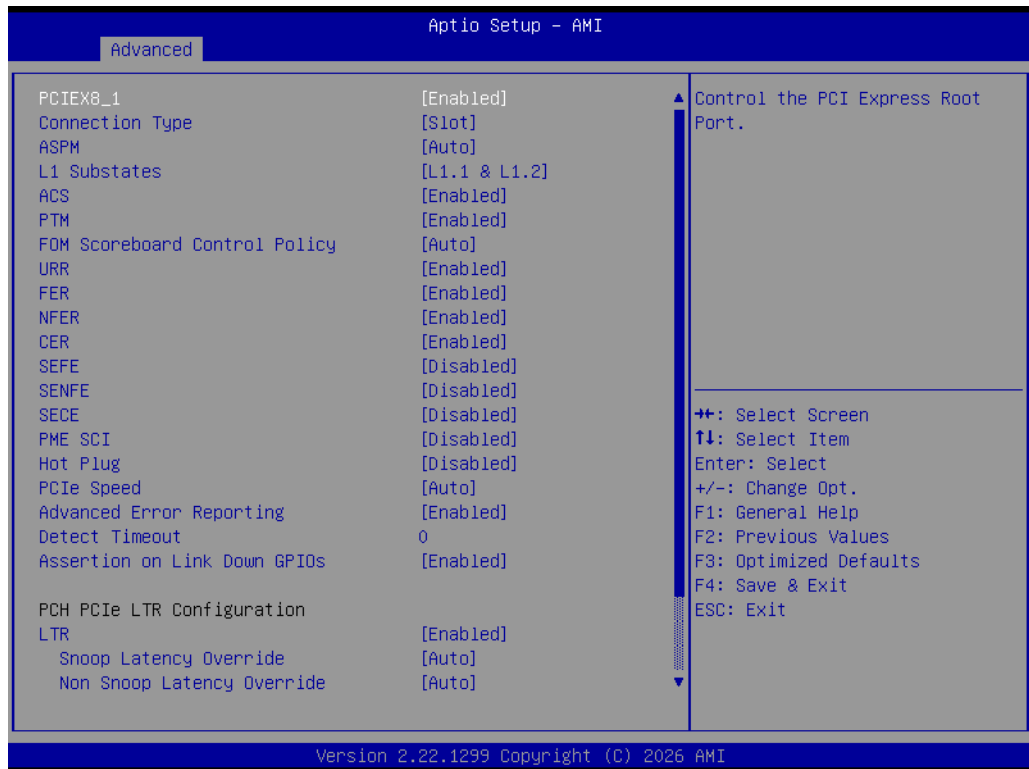 Aptio Setup – AMI
Advanced
PCIEX8_1 [Enabled]
Connection Type [Slot]
ASPM [Auto]
L1 Substates [L1.1 & L1.2]
ACS [Enabled]
PTM [Enabled]
FOM Scoreboard Control Policy [Auto]
URR [Enabled]
FER [Enabled]
NFER [Enabled]
CER [Enabled]
SEFE [Disabled]
SENFE [Disabled]
SECE [Disabled]
PME SCI [Disabled]
Hot Plug [Disabled]
PCIe Speed [Auto]
Advanced Error Reporting [Enabled]
Detect Timeout 0
Assertion on Link Down GPIOs [Enabled]
PCH PCIe LTR Configuration
LTR [Enabled]
Snoop Latency Override [Auto]
Non Snoop Latency Override [Auto]
Control the PCI Express Root
Port.
→←: Select Screen
↑↓: Select Item
Enter: Select
+/-: Change Opt.
F1: General Help
F2: Previous Values
F3: Optimized Defaults
F4: Save & Exit
ESC: Exit
Version 2.22.1299 Copyright (C) 2026 AMI